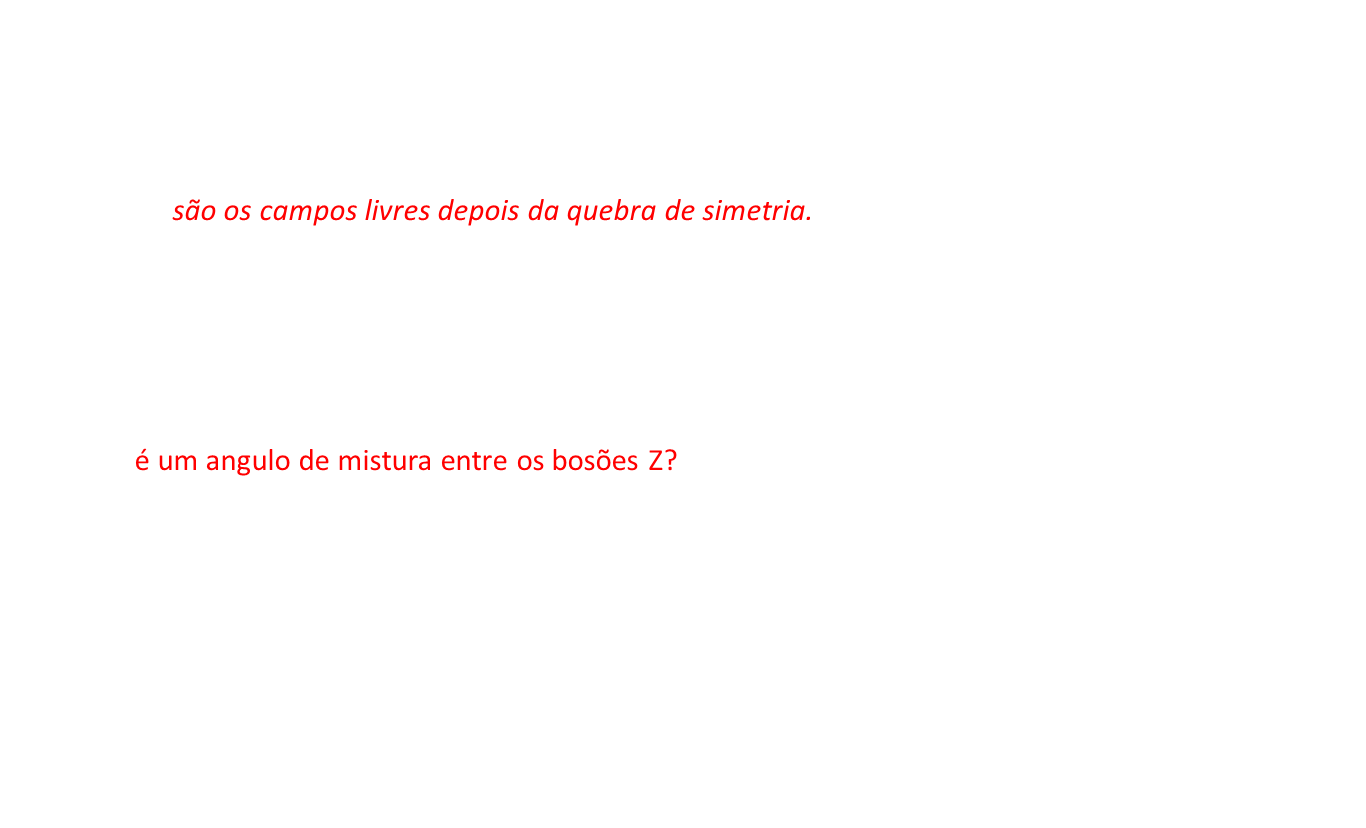 são os campos livres depois da quebra de simetria.
é um angulo de mistura entre os bosões Z?